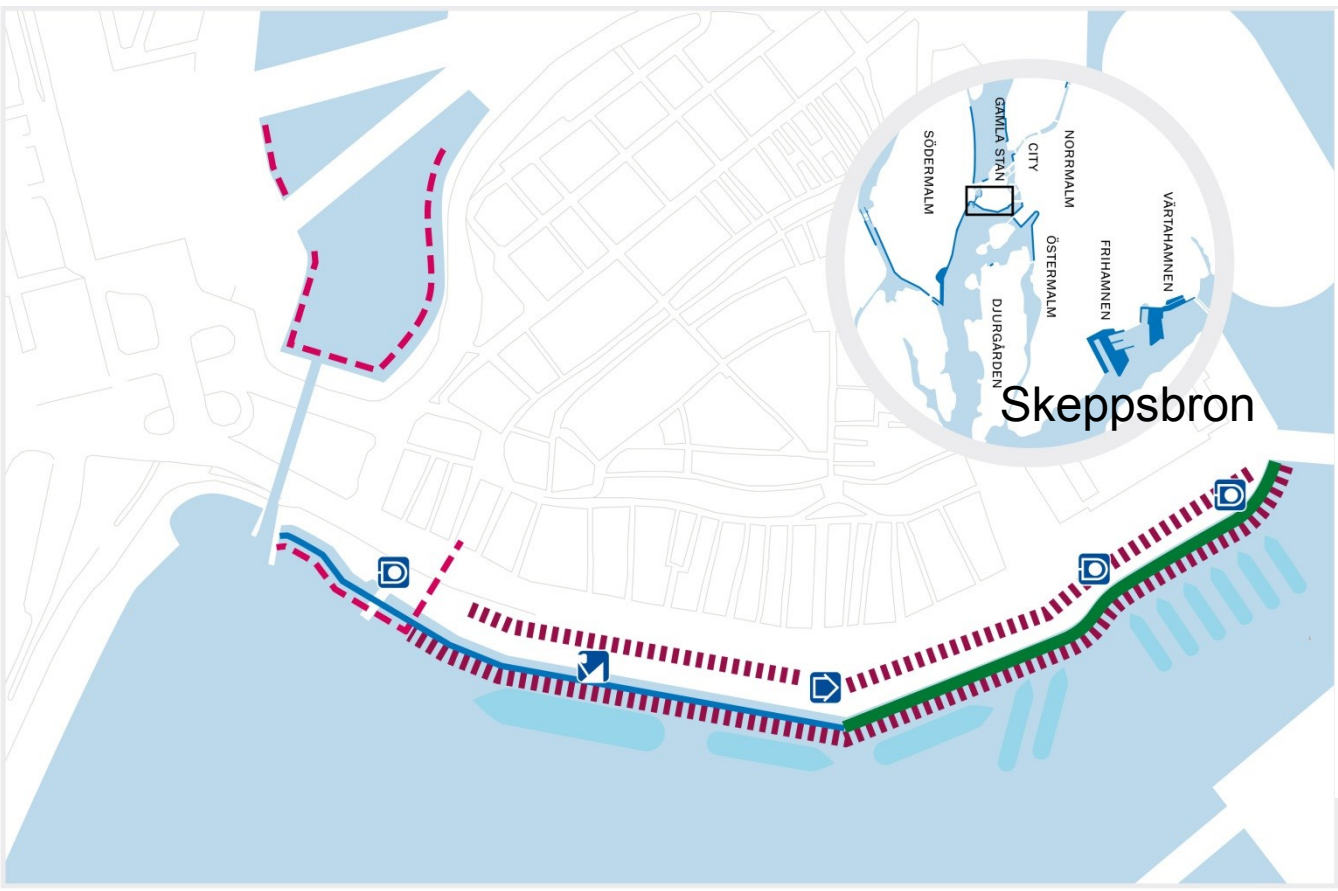 GAMLA STAN
SÖDERMALM
CITY
NORRMALM
VÄRTAHAMNEN
ÖSTERMALM
FRIHAMNEN
DJURGÅRDEN
Skeppsbron